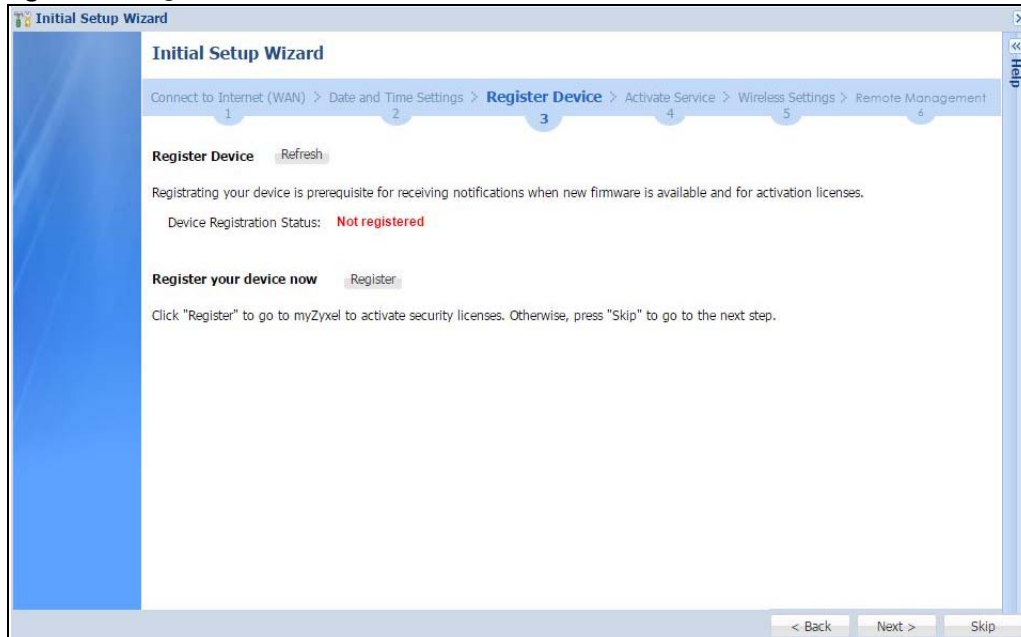 Initial Setup Wizard
Help
Initial Setup Wizard
Connect to Internet (WAN) > Date and Time Settings > Register Device > Activate Service > Wireless Settings > Remote Management
1 2 3 4 5 6
Register Device Refresh
Registrating your device is prerequisite for receiving notifications when new firmware is available and for activation licenses.
Device Registration Status: Not registered
Register your device now Register
Click "Register" to go to myZyxel to activate security licenses. Otherwise, press "Skip" to go to the next step.
< Back Next > Skip